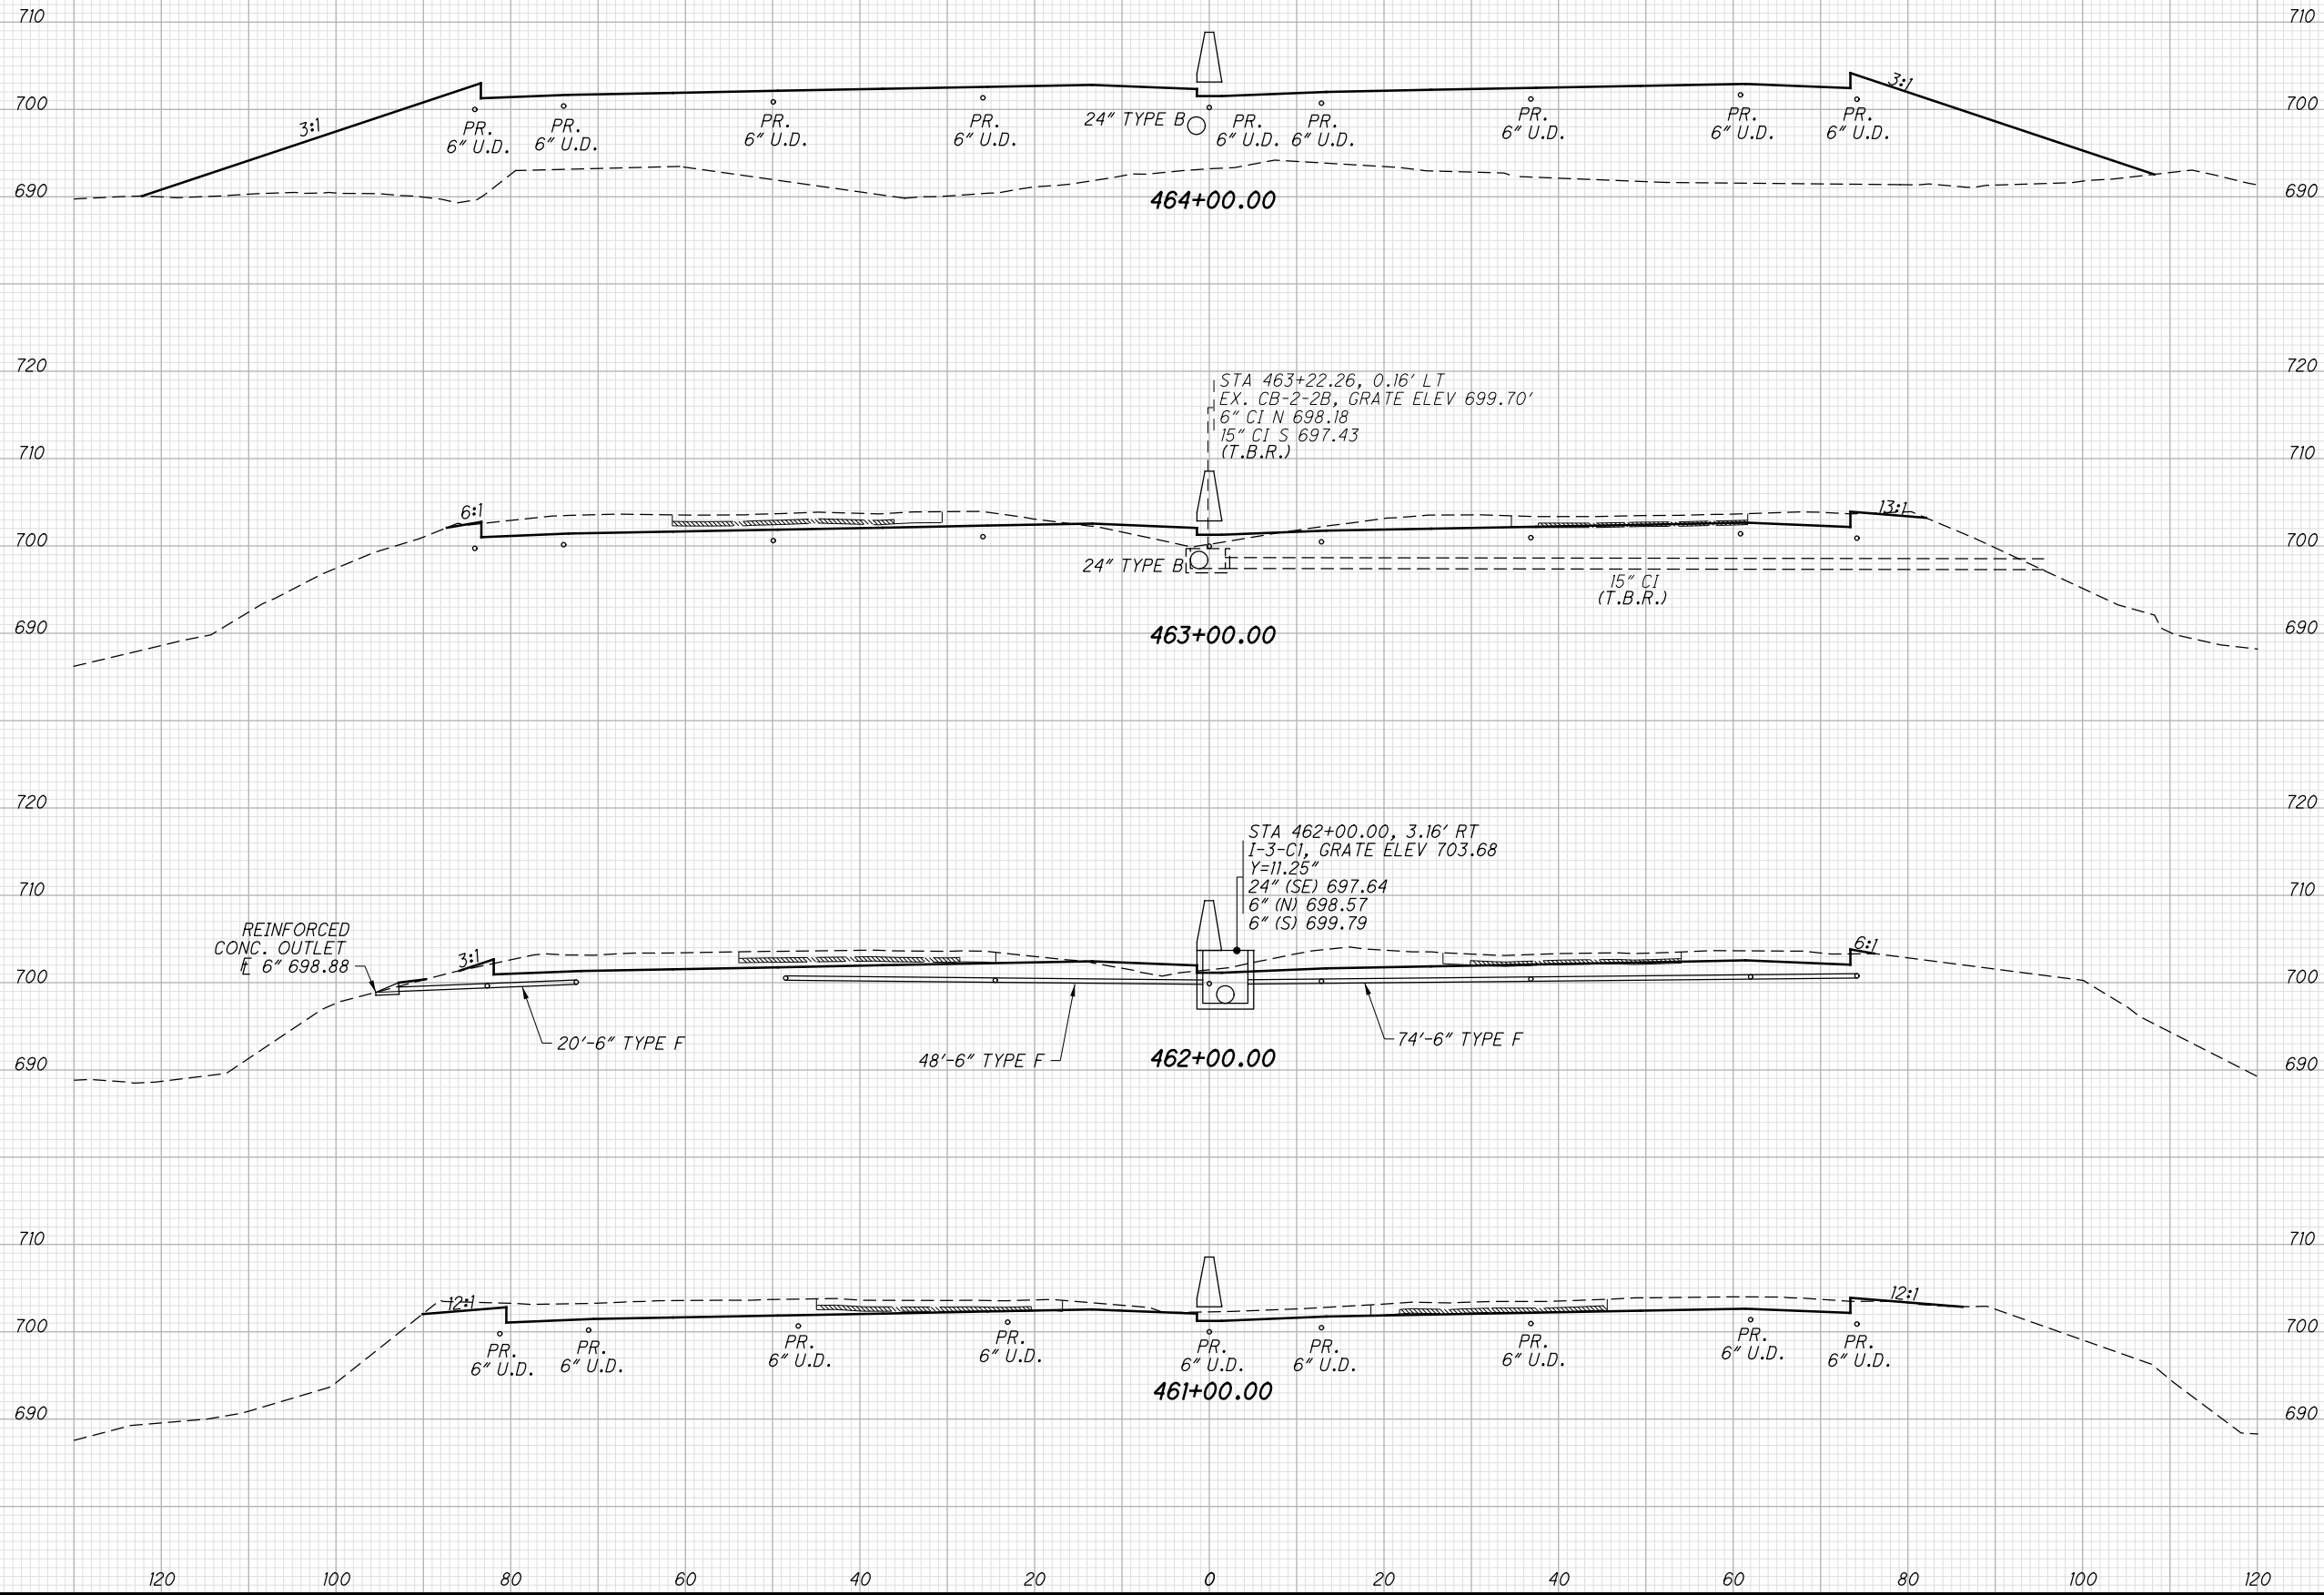 710 710
3:1 3:1
700 700
PR.
6" U.D.
PR.
6" U.D.
PR.
6" U.D.
PR.
6" U.D.
24" TYPE B
PR.
6" U.D.
PR.
6" U.D.
PR.
6" U.D.
PR.
6" U.D.
PR.
6" U.D.
690 690
464+00.00
720 720
STA 463+22.26, 0.16' LT
EX. CB-2-2B, GRATE ELEV 699.70'
6" CI N 698.18
15" CI S 697.43
(T.B.R.)
710 710
6:1 13:1
700 700
24" TYPE B
15" CI
(T.B.R.)
690 690
463+00.00
720 720
STA 462+00.00, 3.16' RT
I-3-C1, GRATE ELEV 703.68
Y=11.25"
24" (SE) 697.64
6" (N) 698.57
6" (S) 699.79
710 710
REINFORCED
CONC. OUTLET
6" 698.88
3:1 6:1
700 700
20'-6" TYPE F
48'-6" TYPE F
74'-6" TYPE F
690 690
462+00.00
710 710
12:1 12:1
700 700
PR.
6" U.D.
PR.
6" U.D.
PR.
6" U.D.
PR.
6" U.D.
PR.
6" U.D.
PR.
6" U.D.
PR.
6" U.D.
PR.
6" U.D.
PR.
6" U.D.
461+00.00
690 690
120 100 80 60 40 20 0 20 40 60 80 100 120